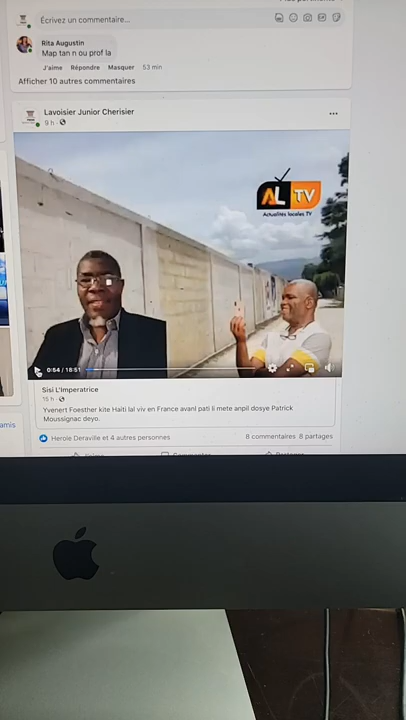 Écrivez un commentaire...
Rita Augustin
Map tan n ou prof la
J'aime Répondre Masquer 53 min
Afficher 10 autres commentaires
Lavoisier Junior Cherisier
9 h
AL TV
Actualités locales TV
0:54 / 18:51
Sisi L'Imperatrice
15 h
Yvenert Foesther kite Haiti lal viv en France avanl pati li mete anpil dosye Patrick
Moussignac deyo.
amis
Heroie Deraville et 4 autres personnes
8 commentaires 8 partages